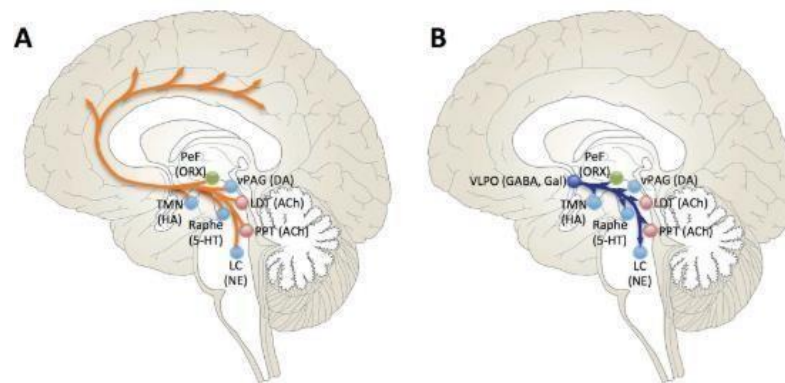 A
PeF
(ORX)
vPAG (DA)
LDT (ACh)
TMN
(HA)
Raphe
(5-HT)
PPT (ACh)
LC
(NE)
B
PeF
(ORX)
VLPO (GABA, Gal)
vPAG (DA)
LDT (ACh)
TMN
(HA)
Raphe
(5-HT)
PPT (ACh)
LC
(NE)